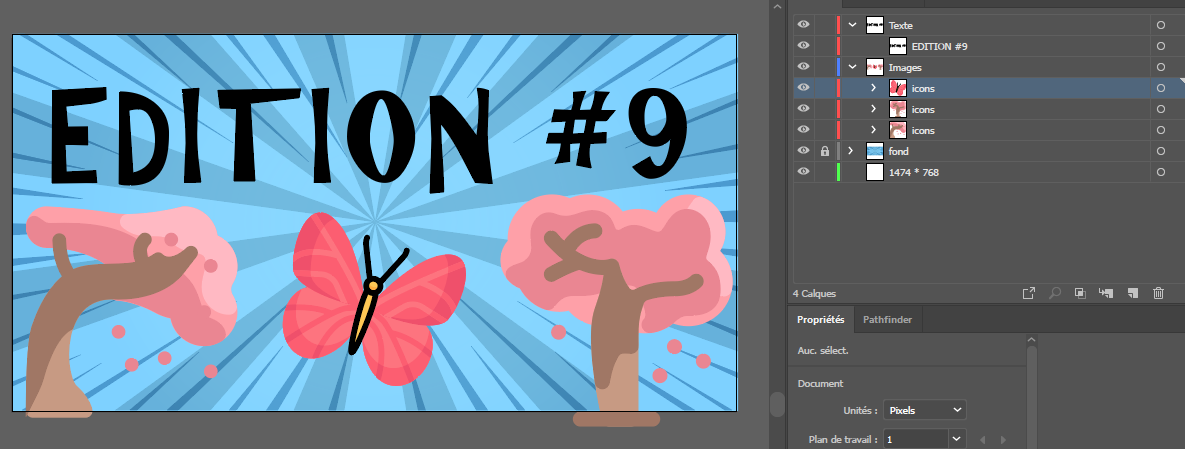 EDITION #9
Texte
EDITION #9
Images
icons
icons
icons
fond
1474 * 768
4 Calques
Propriétés Pathfinder
Auc. sélect.
Document
Unités : Pixels
Plan de travail : 1